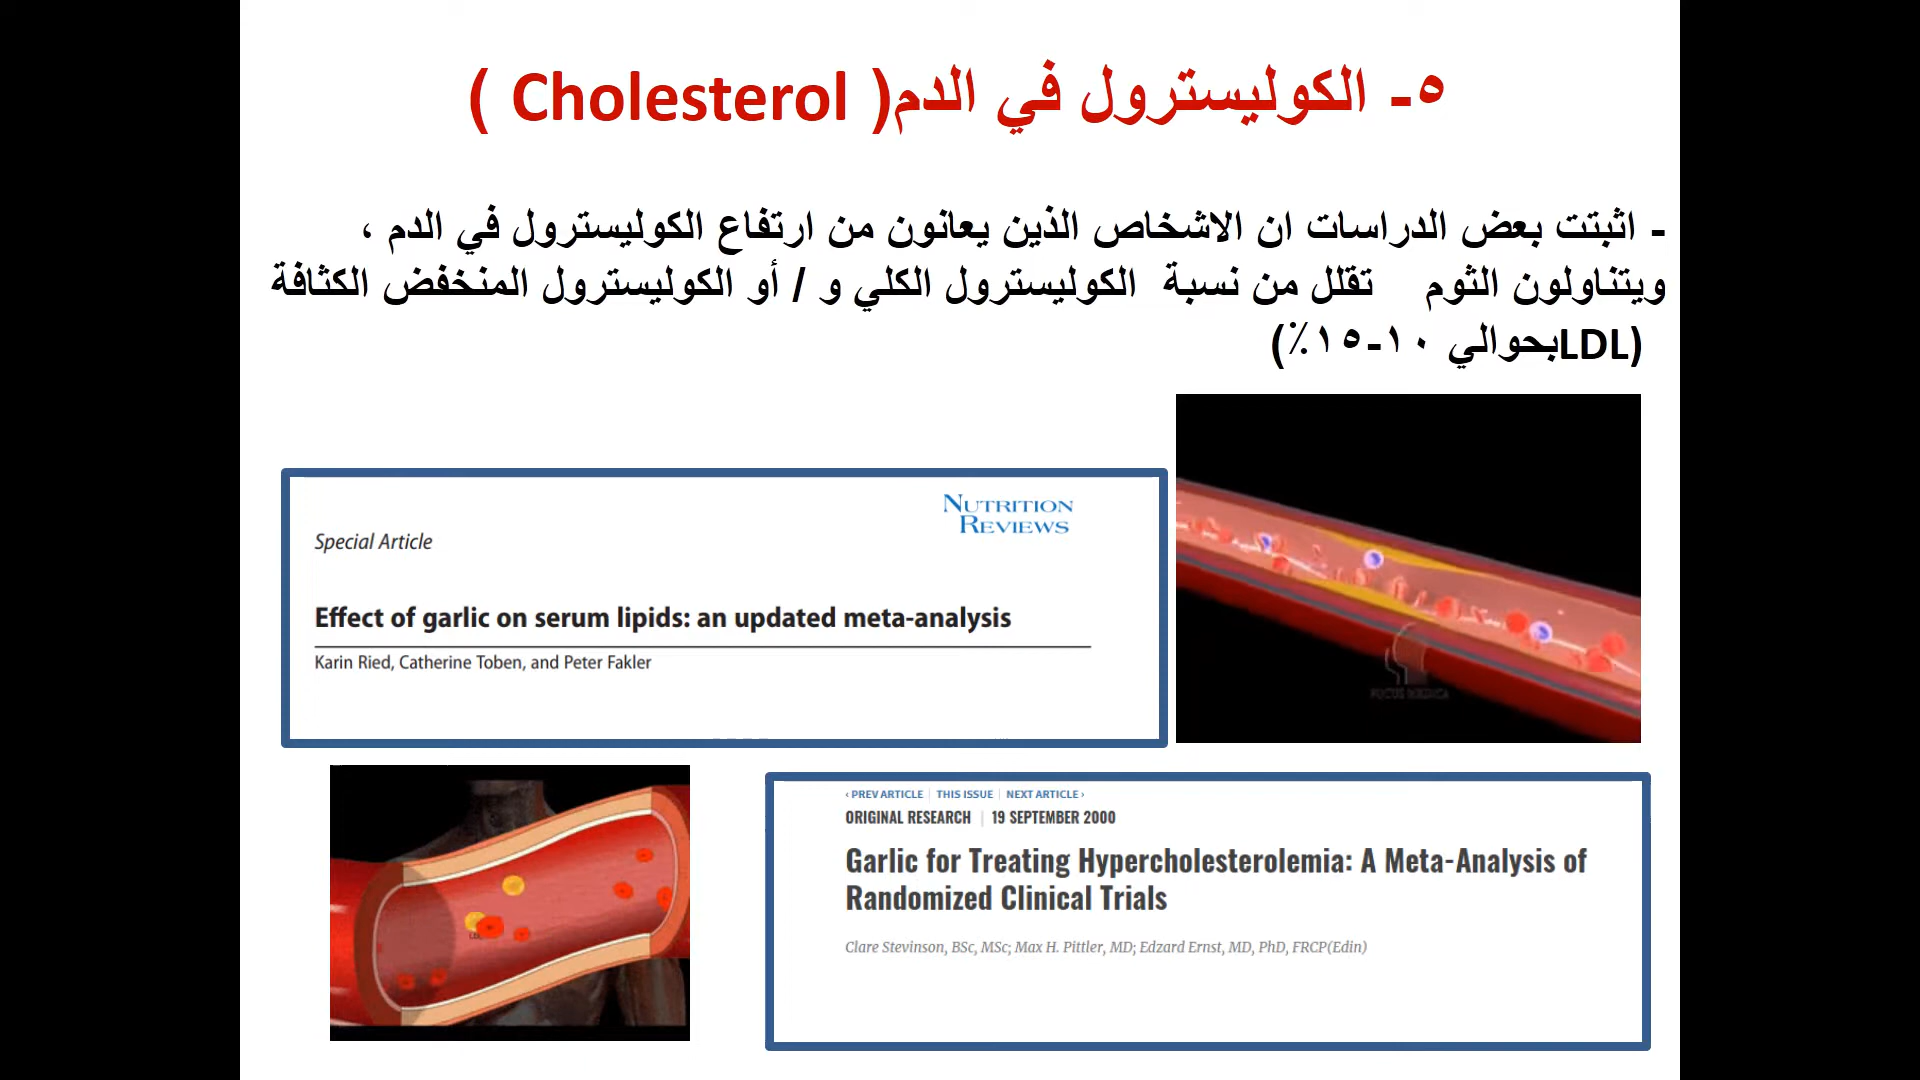 ٥- الكوليسترول في الدم( Cholesterol )
- اثبتت بعض الدراسات ان الاشخاص الذين يعانون من ارتفاع الكوليسترول في الدم ،
ويتناولون الثوم تقلل من نسبة الكوليسترول الكلي و / أو الكوليسترول المنخفض الكثافة
(LDLبحوالي ١٠-١٥٪)
NUTRITION
REVIEWS
Special Article
Effect of garlic on serum lipids: an updated meta-analysis
Karin Ried, Catherine Toben, and Peter Fakler
FOCUS MEDICA
LDL
‹ PREV ARTICLE | THIS ISSUE | NEXT ARTICLE ›
ORIGINAL RESEARCH | 19 SEPTEMBER 2000
Garlic for Treating Hypercholesterolemia: A Meta-Analysis of
Randomized Clinical Trials
Clare Stevinson, BSc, MSc; Max H. Pittler, MD; Edzard Ernst, MD, PhD, FRCP(Edin)